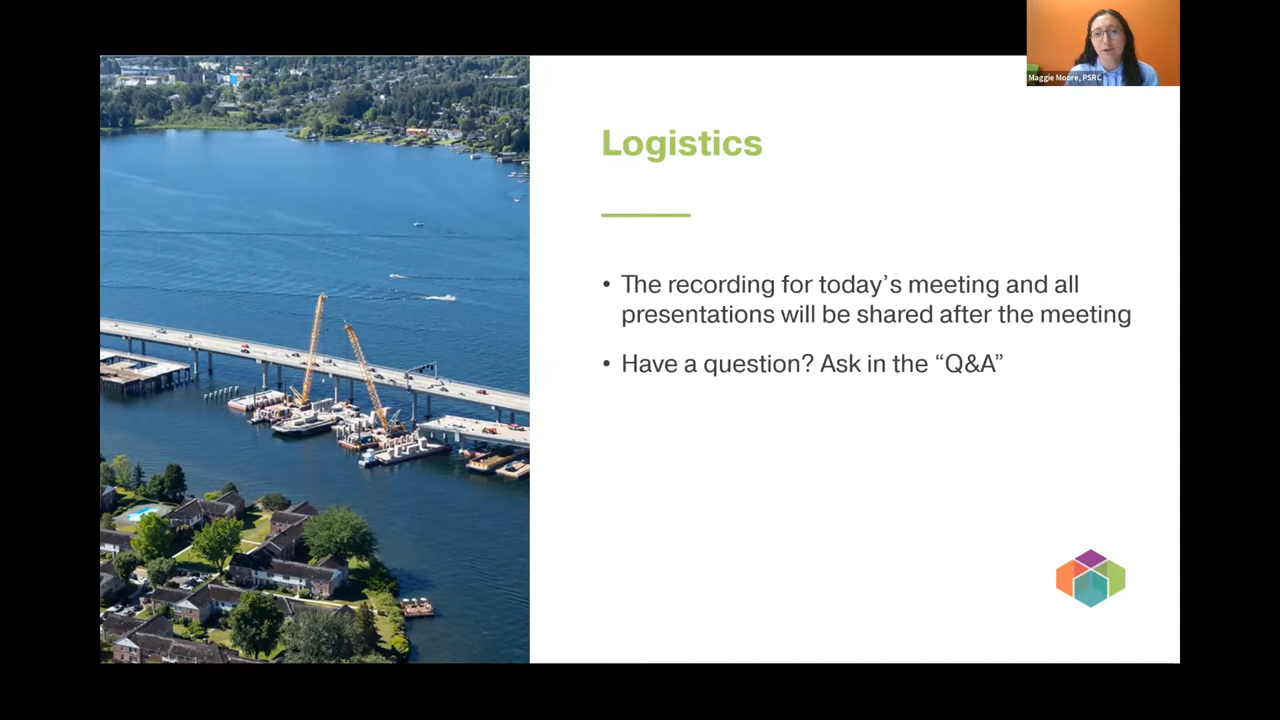 Maggie Moore, PSRC
Logistics
• The recording for today's meeting and all
presentations will be shared after the meeting
• Have a question? Ask in the “Q&A”